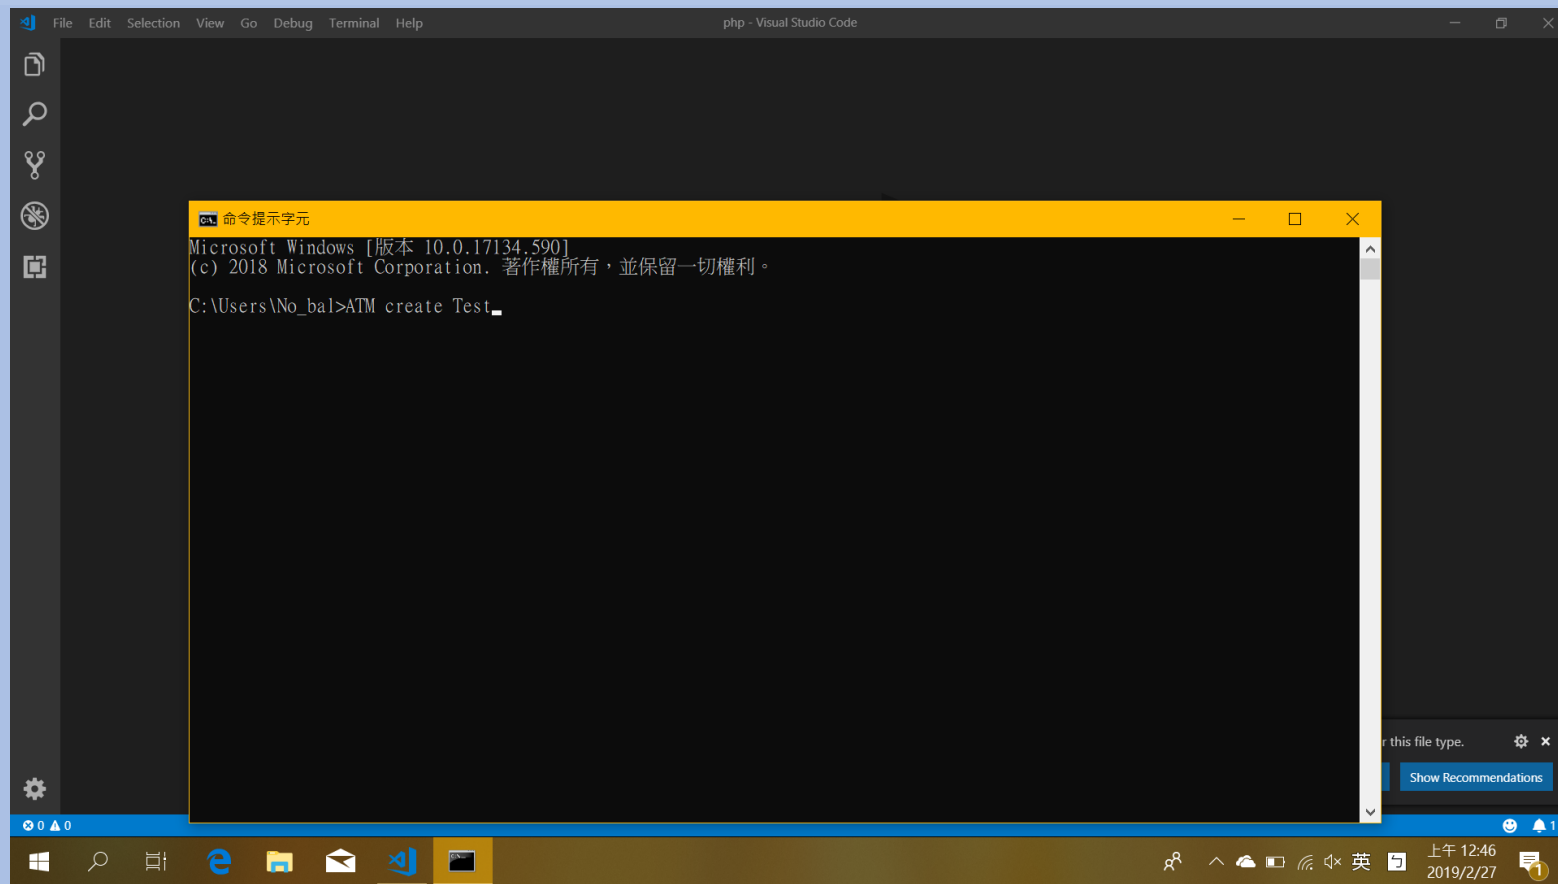 File Edit Selection View Go Debug Terminal Help
php - Visual Studio Code
命令提示字元
Microsoft Windows [版本 10.0.17134.590]
(c) 2018 Microsoft Corporation. 著作權所有，並保留一切權利。
C:\Users\No_bal>ATM create Test
this file type.
Show Recommendations
0 0
1
英 ㄅ
上午 12:46
2019/2/27
1